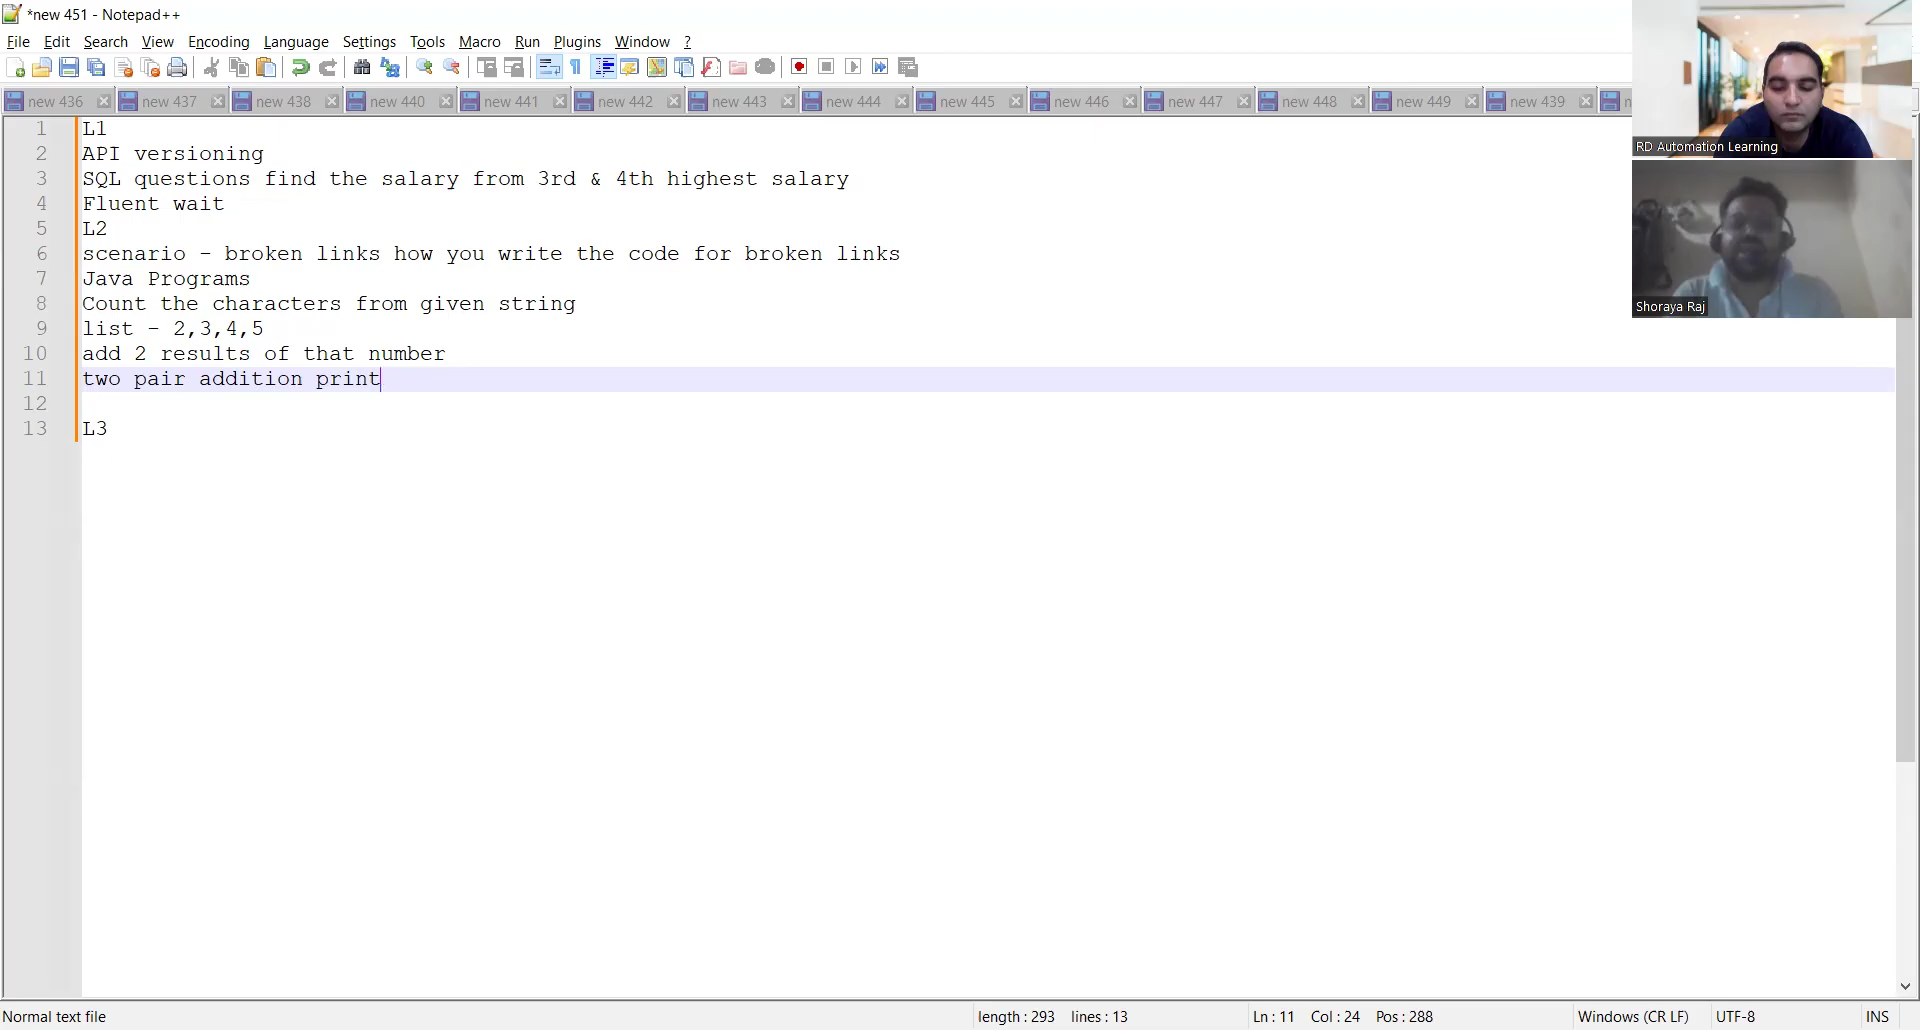 *new 451 - Notepad++
File Edit Search View Encoding Language Settings Tools Macro Run Plugins Window ?
new 436 new 437 new 438 new 440 new 441 new 442 new 443 new 444 new 445 new 446 new 447 new 448 new 449 new 439
1 L1
2 API versioning
3 SQL questions find the salary from 3rd & 4th highest salary
4 Fluent wait
5 L2
6 scenario - broken links how you write the code for broken links
7 Java Programs
8 Count the characters from given string
9 list - 2,3,4,5
10 add 2 results of that number
11 two pair addition print
12
13 L3
RD Automation Learning
Shoraya Raj
Normal text file length : 293 lines : 13 Ln : 11 Col : 24 Pos : 288 Windows (CR LF) UTF-8 INS